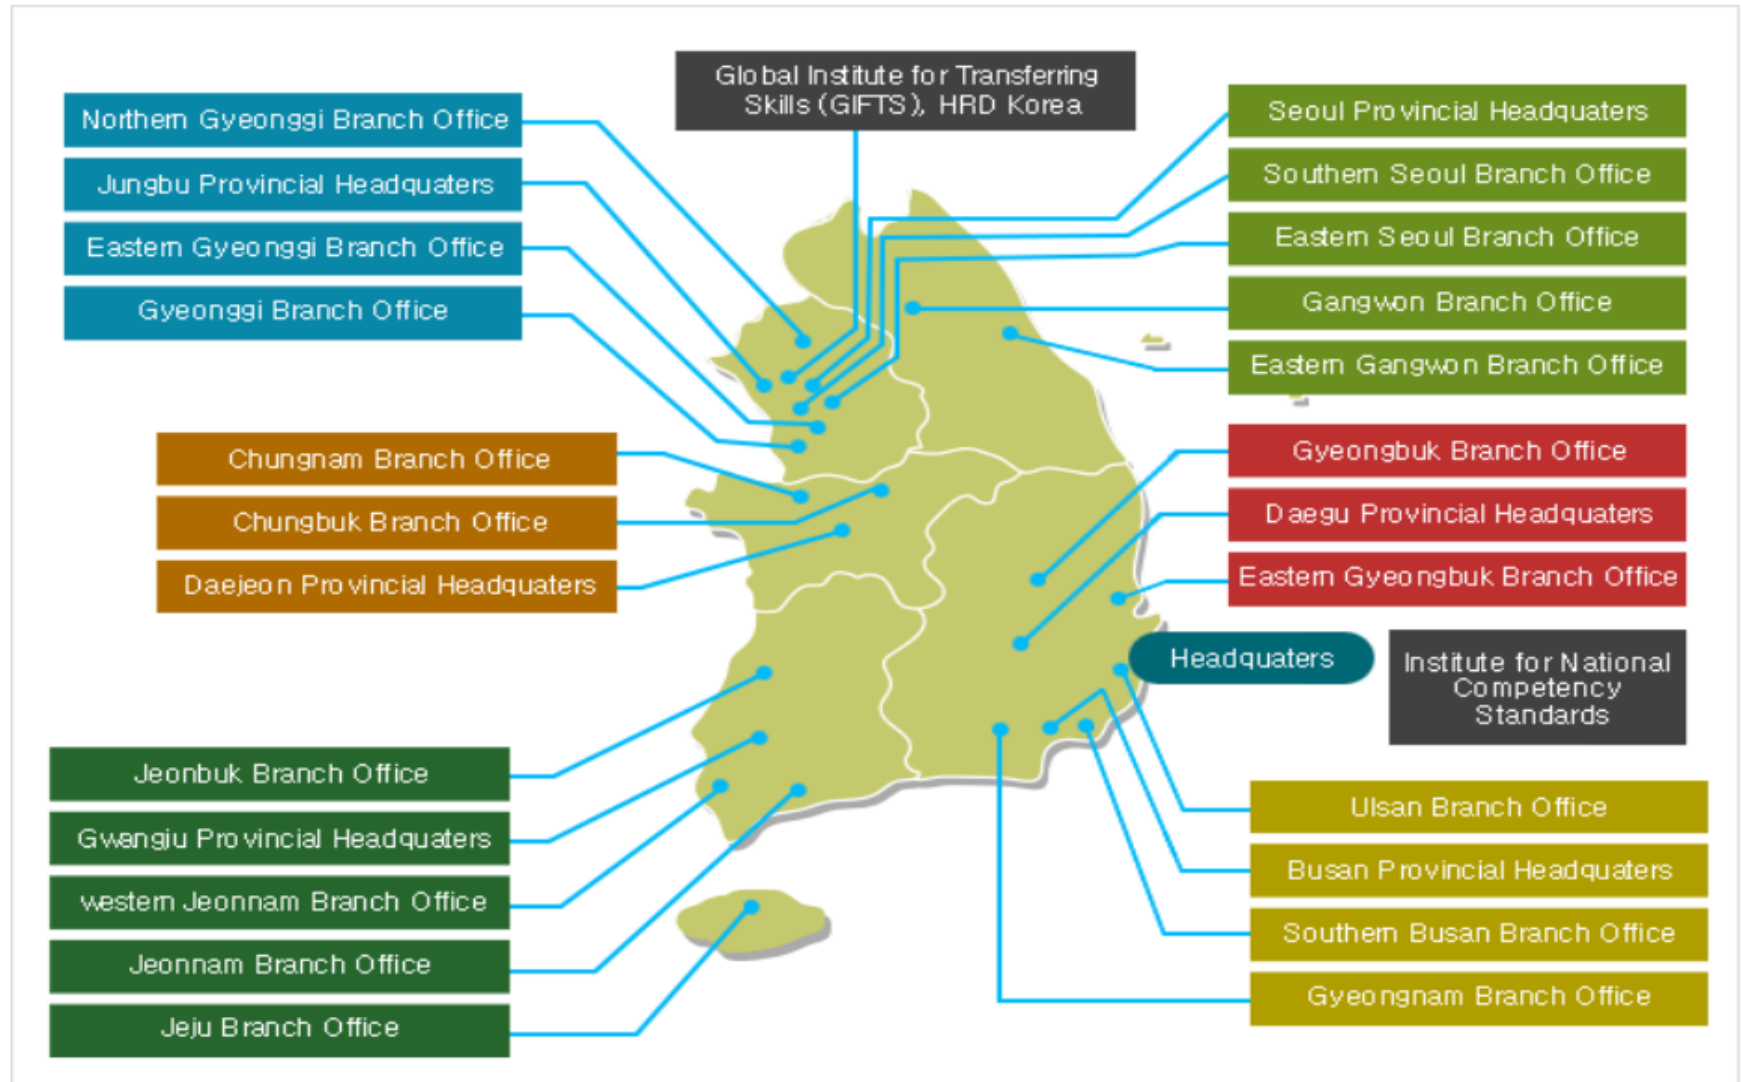 Global Institute for Transferring
Skills (GIFTS), HRD Korea
Northern Gyeonggi Branch Office
Jungbu Provincial Headquaters
Eastern Gyeonggi Branch Office
Gyeonggi Branch Office
Seoul Provincial Headquaters
Southern Seoul Branch Office
Eastern Seoul Branch Office
Gangwon Branch Office
Eastern Gangwon Branch Office
Chungnam Branch Office
Chungbuk Branch Office
Daejeon Provincial Headquaters
Gyeongbuk Branch Office
Daegu Provincial Headquaters
Eastern Gyeongbuk Branch Office
Headquaters
Institute for National
Competency
Standards
Jeonbuk Branch Office
Gwangju Provincial Headquaters
western Jeonnam Branch Office
Jeonnam Branch Office
Jeju Branch Office
Ulsan Branch Office
Busan Provincial Headquaters
Southern Busan Branch Office
Gyeongnam Branch Office